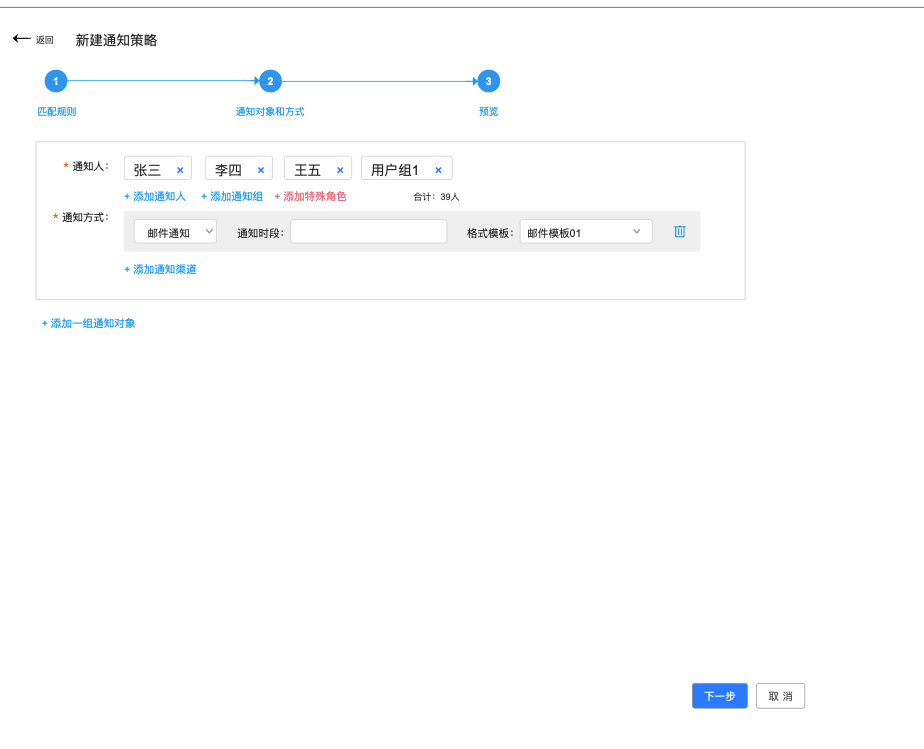 返回 新建通知策略
1 2 3
匹配规则 通知对象和方式 预览
* 通知人: 张三 × 李四 × 王五 × 用户组1 ×
+ 添加通知人 + 添加通知组 + 添加特殊角色 合计: 39人
* 通知方式:
邮件通知 通知时段: 格式模板: 邮件模板01
+ 添加通知渠道
+ 添加一组通知对象
下一步 取 消